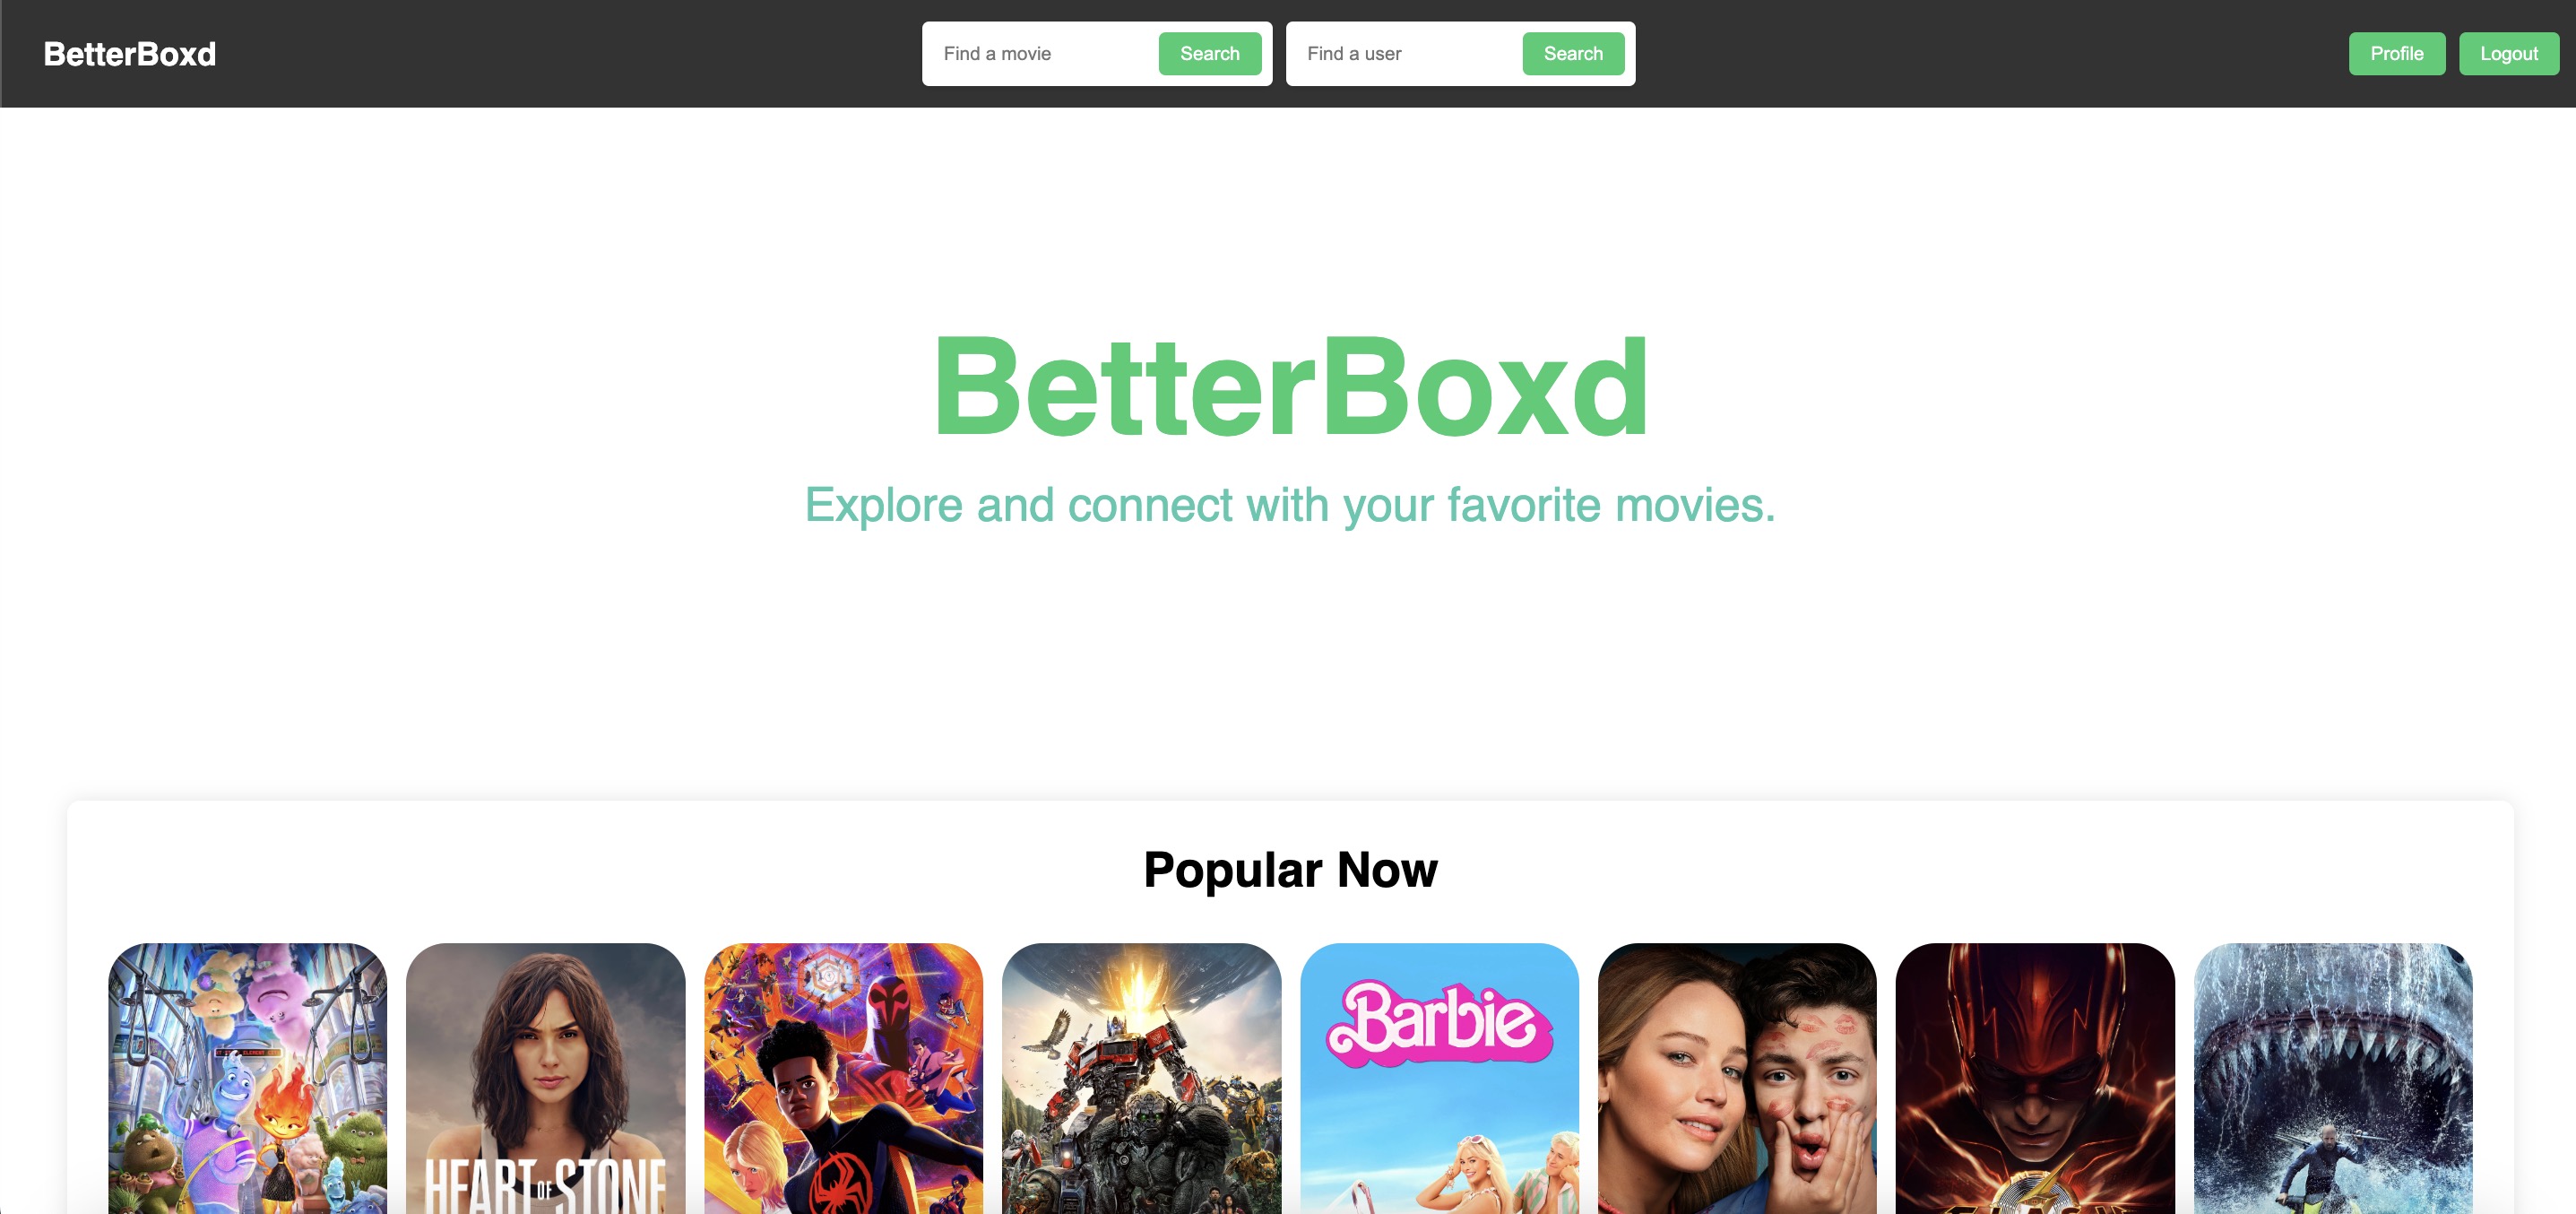 BetterBoxd
Find a movie
Search
Find a user
Search
Profile
Logout
BetterBoxd
Explore and connect with your favorite movies.
Popular Now
HEART OF STONE
Barbie